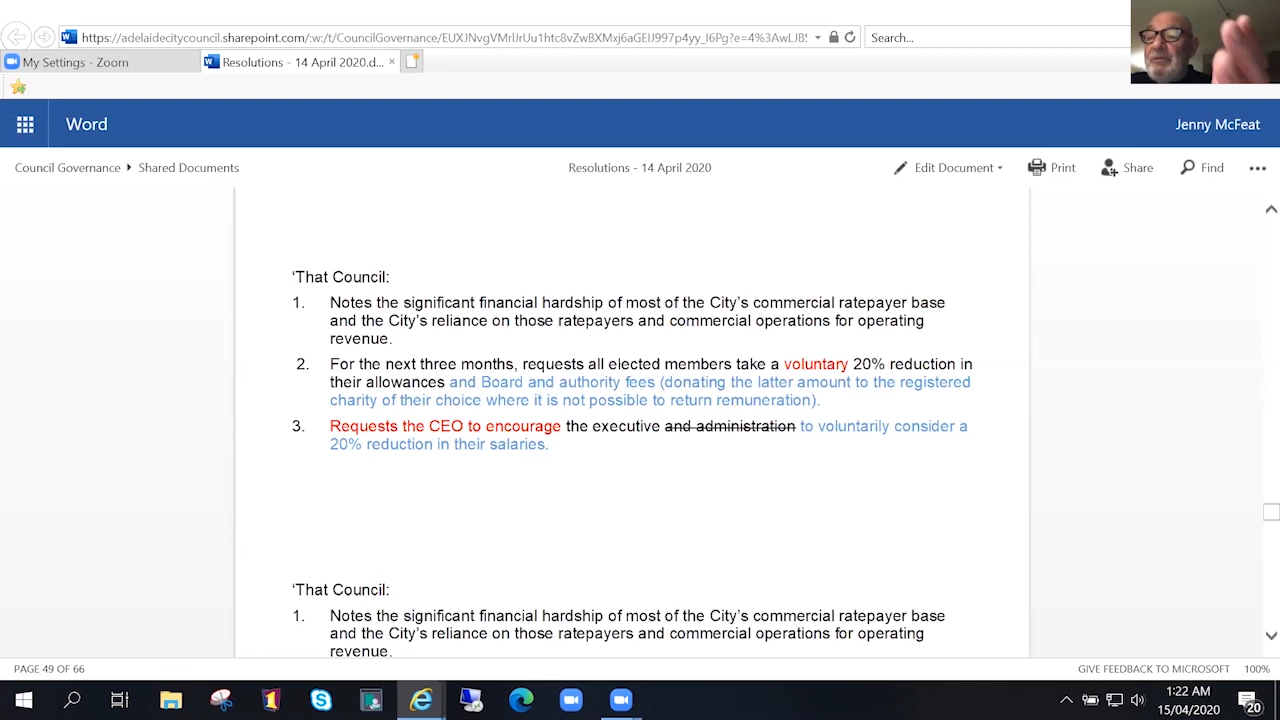 https://adelaidecitycouncil.sharepoint.com/:w:/t/CouncilGovernance/EUXJNvgVMrlJrUu1htc8vZwBXMxj6aGEIJ997p4yy_I6Pg?e=4%3AwLJB!
Search...
My Settings - Zoom
Resolutions - 14 April 2020.d...
Word
Jenny McFeat
Council Governance
Shared Documents
Resolutions - 14 April 2020
Edit Document
Print
Share
Find
‘That Council:
1. Notes the significant financial hardship of most of the City’s commercial ratepayer base
and the City’s reliance on those ratepayers and commercial operations for operating
revenue.
2. For the next three months, requests all elected members take a voluntary 20% reduction in
their allowances and Board and authority fees (donating the latter amount to the registered
charity of their choice where it is not possible to return remuneration).
3. Requests the CEO to encourage the executive and administration to voluntarily consider a
20% reduction in their salaries.
‘That Council:
1. Notes the significant financial hardship of most of the City’s commercial ratepayer base
and the City’s reliance on those ratepayers and commercial operations for operating
revenue.
PAGE 49 OF 66
GIVE FEEDBACK TO MICROSOFT
100%
1:22 AM
15/04/2020
20